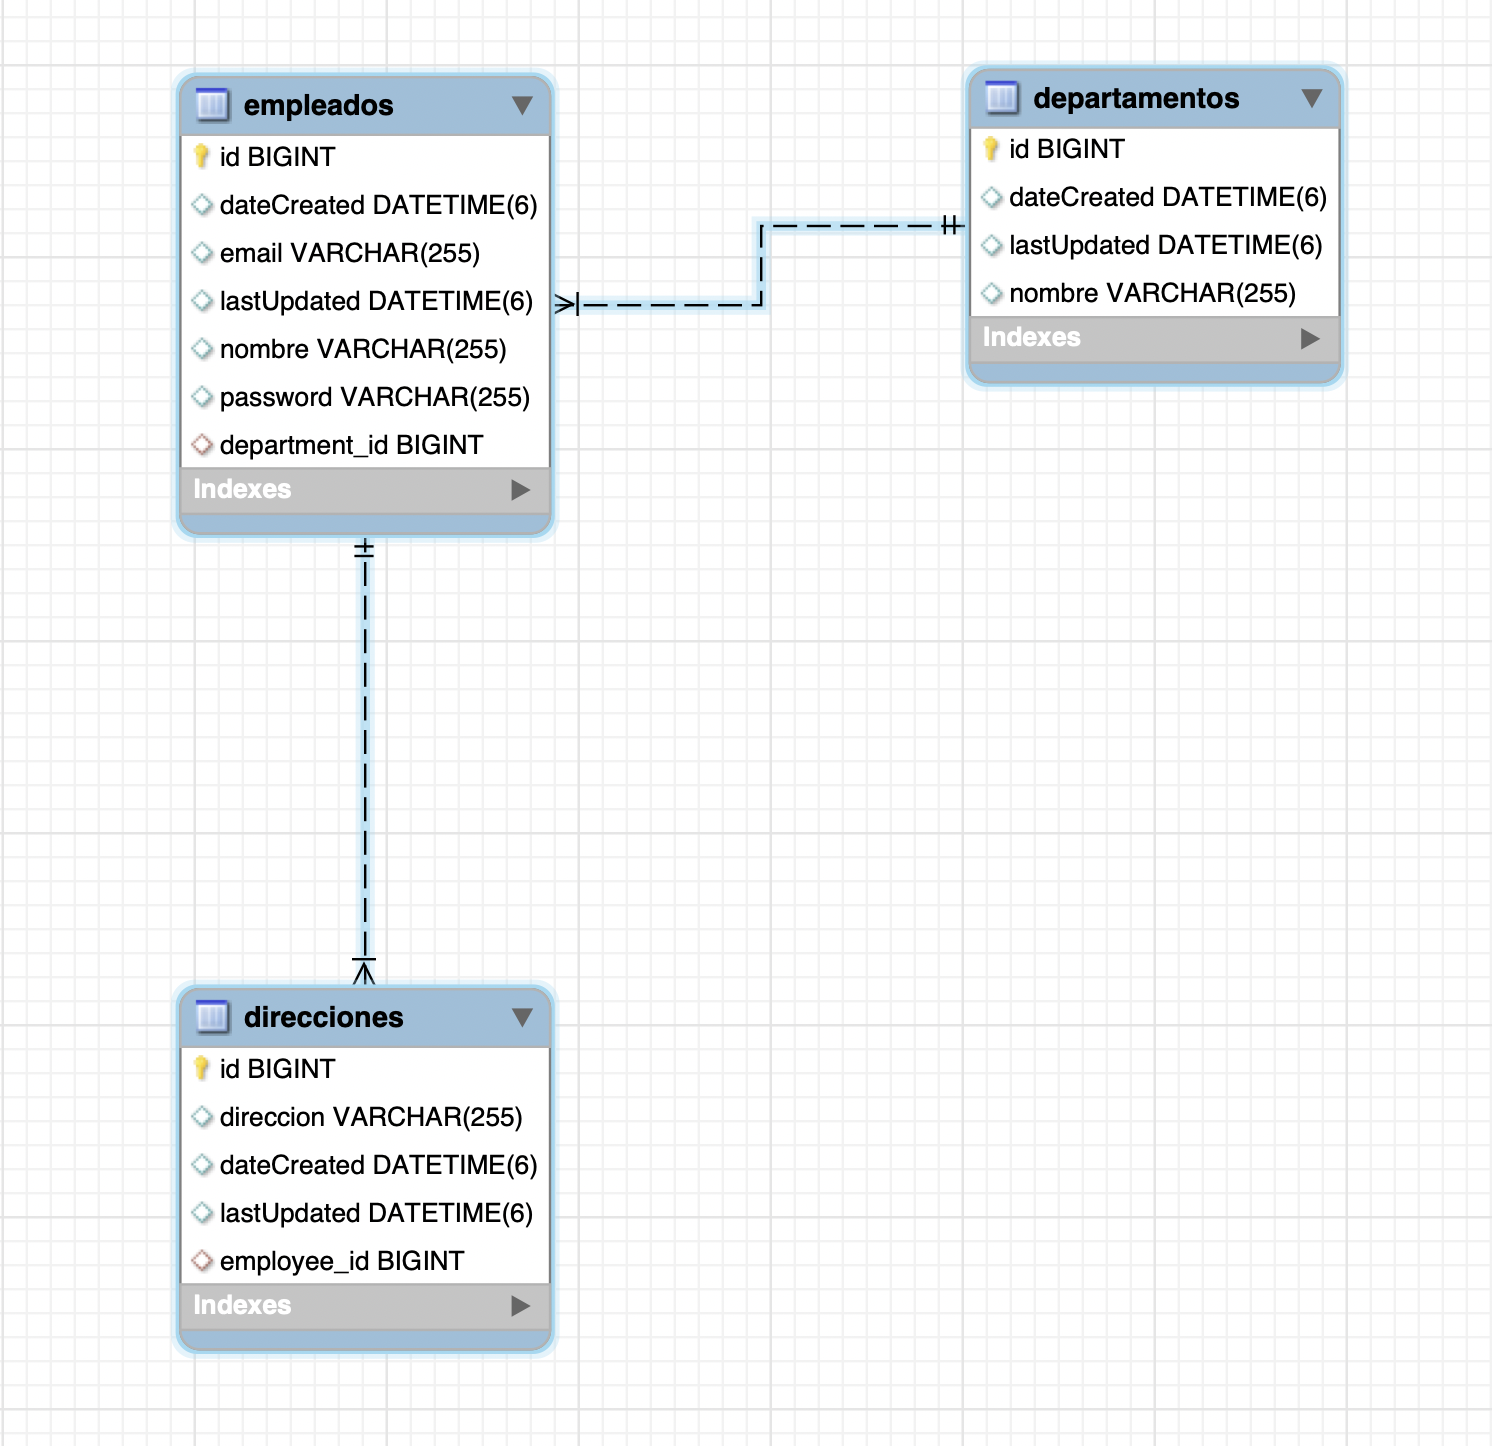 empleados
id BIGINT
dateCreated DATETIME(6)
email VARCHAR(255)
lastUpdated DATETIME(6)
nombre VARCHAR(255)
password VARCHAR(255)
department_id BIGINT
Indexes
departamentos
id BIGINT
dateCreated DATETIME(6)
lastUpdated DATETIME(6)
nombre VARCHAR(255)
Indexes
direcciones
id BIGINT
direccion VARCHAR(255)
dateCreated DATETIME(6)
lastUpdated DATETIME(6)
employee_id BIGINT
Indexes